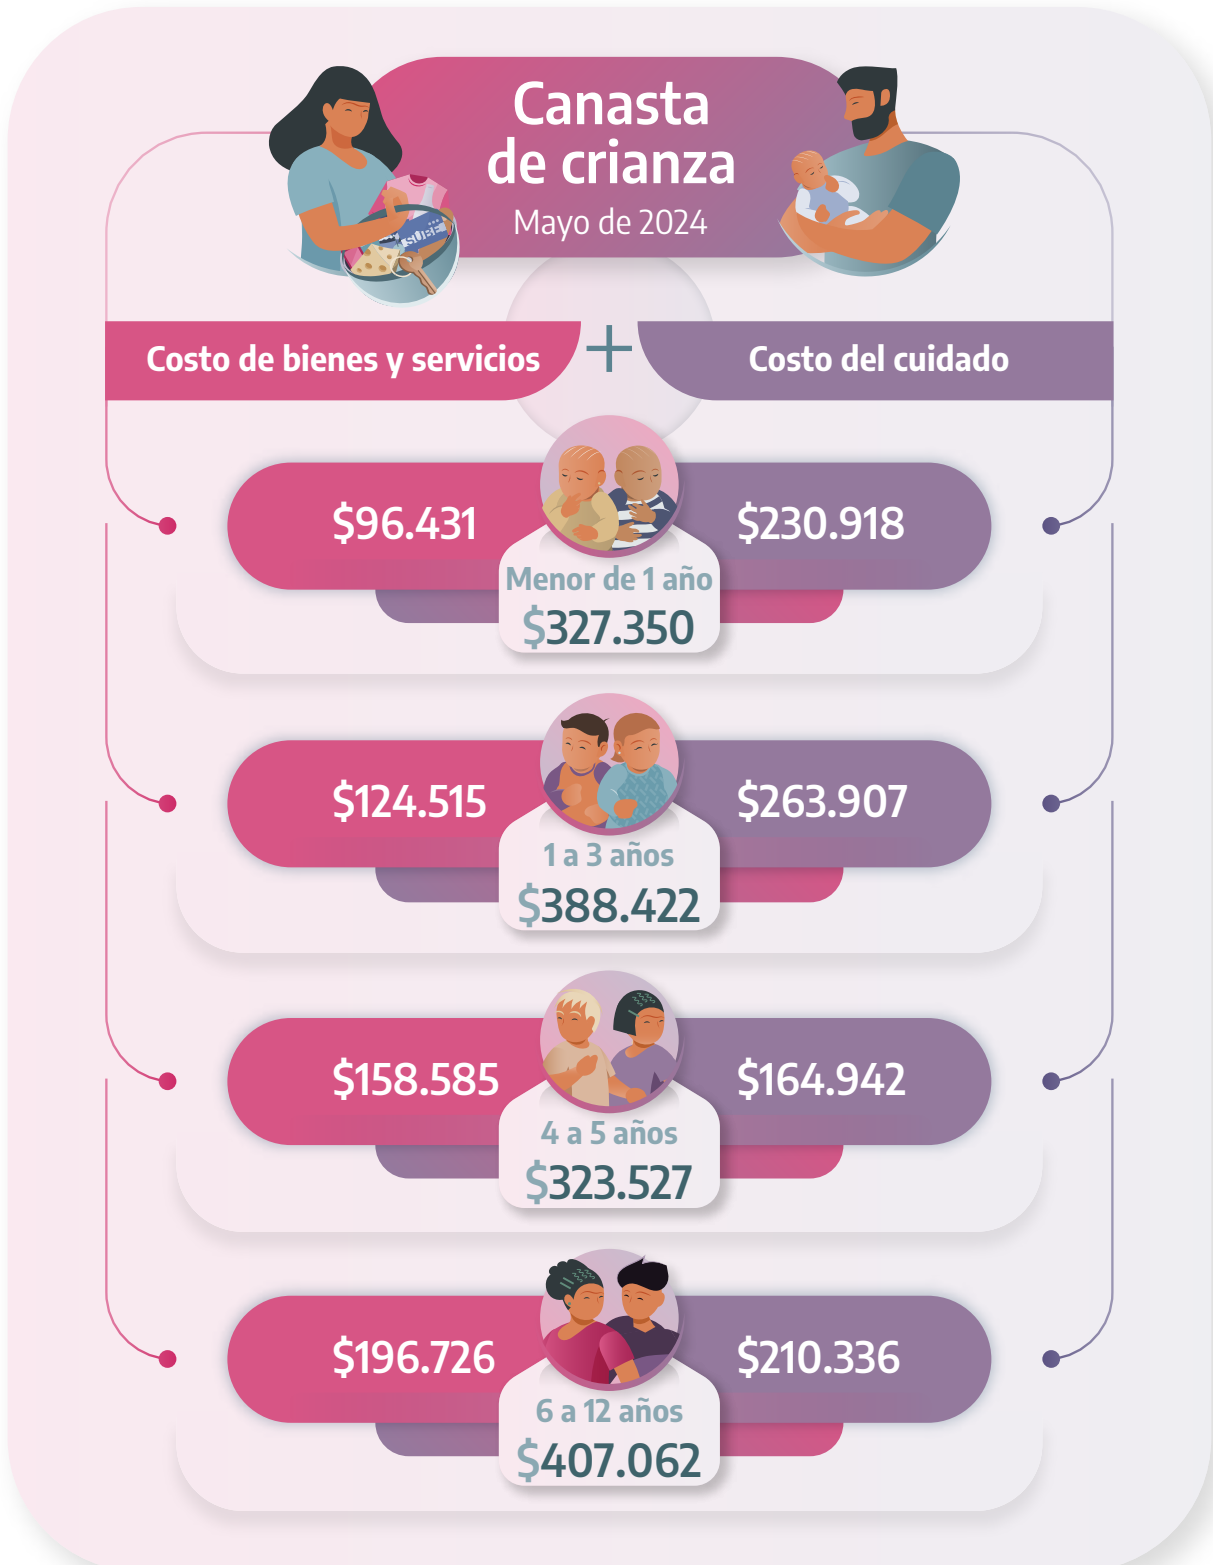 Canasta
de crianza
Mayo de 2024
SUBE
Costo de bienes y servicios + Costo del cuidado
$96.431
$230.918
Menor de 1 año
$327.350
$124.515
$263.907
1 a 3 años
$388.422
$158.585
$164.942
4 a 5 años
$323.527
$196.726
$210.336
6 a 12 años
$407.062